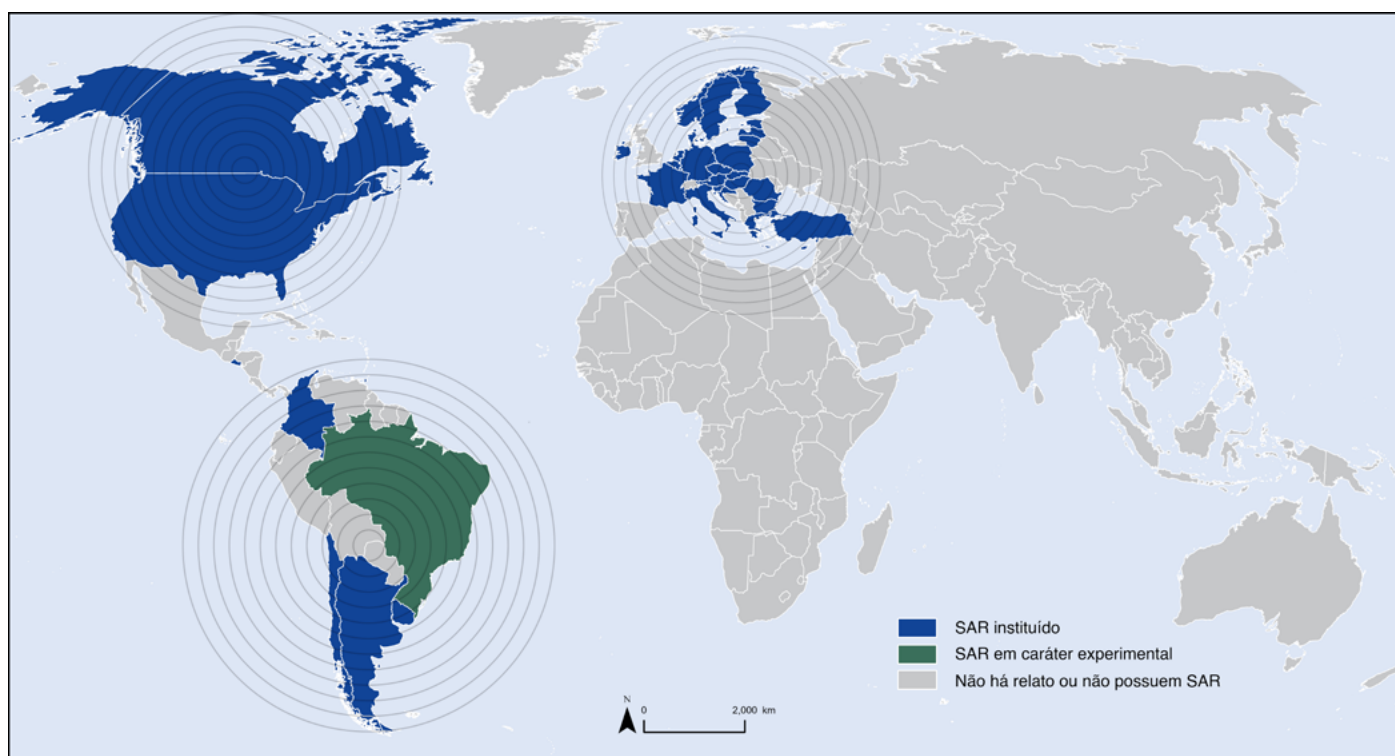 SAR instituído
SAR em caráter experimental
Não há relato ou não possuem SAR
N
0 2,000 km